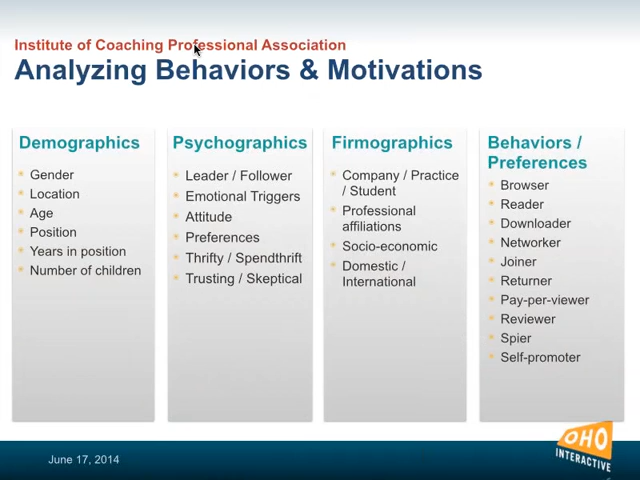 Institute of Coaching Professional Association
Analyzing Behaviors & Motivations
Demographics
Gender
Location
Age
Position
Years in position
Number of children
Psychographics
Leader / Follower
Emotional Triggers
Attitude
Preferences
Thrifty / Spendthrift
Trusting / Skeptical
Firmographics
Company / Practice
/ Student
Professional
affiliations
Socio-economic
Domestic /
International
Behaviors /
Preferences
Browser
Reader
Downloader
Networker
Joiner
Returner
Pay-per-viewer
Reviewer
Spier
Self-promoter
June 17, 2014
OHO
INTERACTIVE